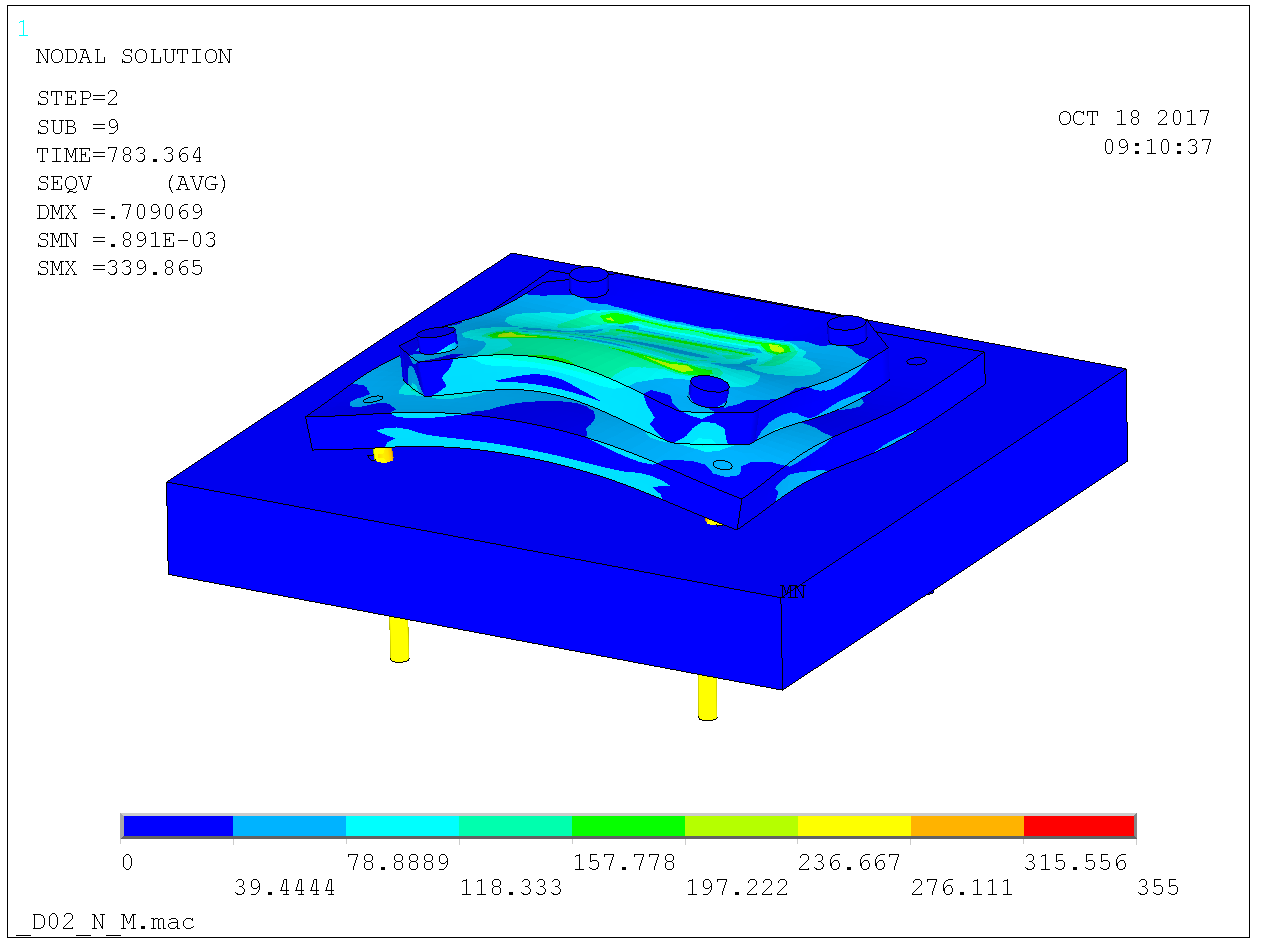 1
NODAL SOLUTION
STEP=2
SUB =9
TIME=783.364
SEQV (AVG)
DMX =.709069
SMN =.891E-03
SMX =339.865
OCT 18 2017
09:10:37
0 78.8889 157.778 236.667 315.556
39.4444 118.333 197.222 276.111 355
_D02_N_M.mac